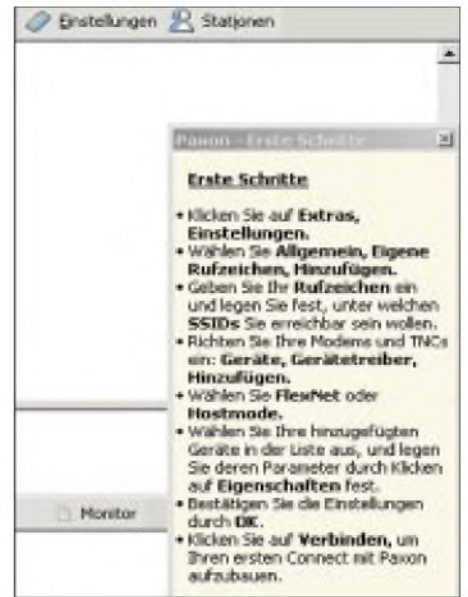 Einstellungen Stationen
Paxon - Erste Schritte
Erste Schritte
• Klicken Sie auf Extras,
Einstellungen.
• Wählen Sie Allgemein, Eigene
Rufzeichen, Hinzufügen.
• Geben Sie Ihr Rufzeichen ein
und legen Sie fest, unter welchen
SSIDs Sie erreichbar sein wollen.
• Richten Sie Ihre Modems und TNCs
ein: Geräte, Gerätetreiber,
Hinzufügen.
• Wählen Sie FlexNet oder
Hostmode.
• Wählen Sie Ihre hinzugefügten
Geräte in der Liste aus, und legen
Sie deren Parameter durch Klicken
auf Eigenschaften fest.
• Bestätigen Sie die Einstellungen
durch OK.
• Klicken Sie auf Verbinden, um
Ihren ersten Connect mit Paxon
aufzubauen.
Monitor